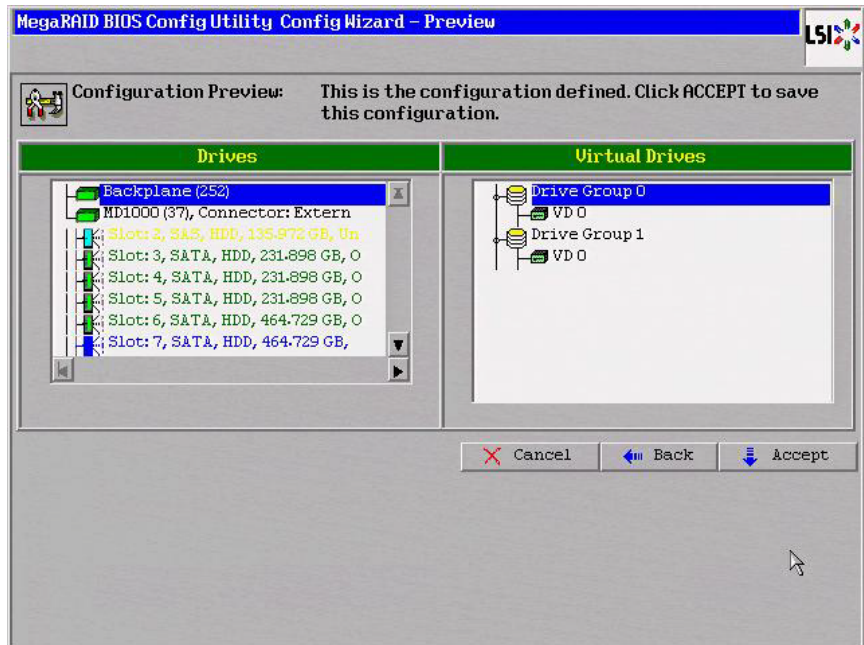 MegaRAID BIOS Config Utility Config Wizard – Preview
LSI
Configuration Preview: This is the configuration defined. Click ACCEPT to save
this configuration.
Drives
Backplane (252)
MD1000 (37), Connector: Extern
Slot: 2, SAS, HDD, 135.972 GB, Un
Slot: 3, SATA, HDD, 231.898 GB, O
Slot: 4, SATA, HDD, 231.898 GB, O
Slot: 5, SATA, HDD, 231.898 GB, O
Slot: 6, SATA, HDD, 464.729 GB, O
Slot: 7, SATA, HDD, 464.729 GB,
Virtual Drives
Drive Group 0
VD 0
Drive Group 1
VD 0
Cancel
Back
Accept